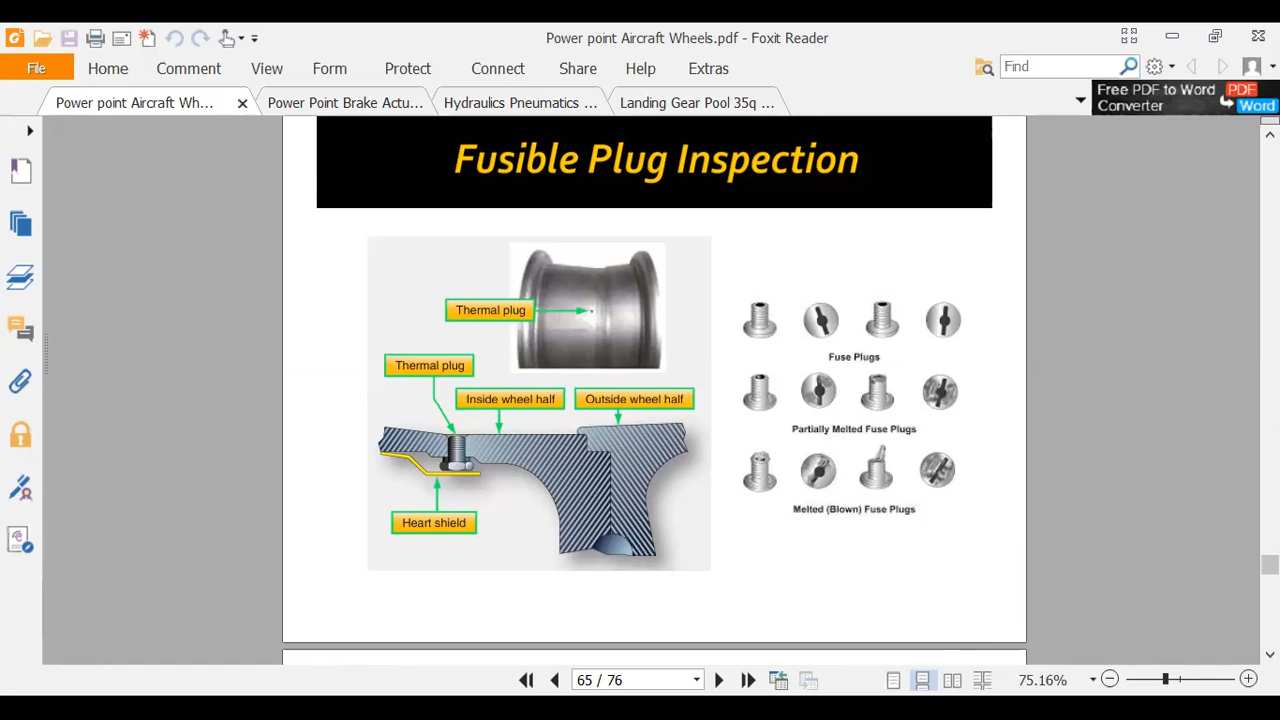 Power point Aircraft Wheels.pdf - Foxit Reader
File Home Comment View Form Protect Connect Share Help Extras Find
Power point Aircraft Wh... Power Point Brake Actu... Hydraulics Pneumatics ... Landing Gear Pool 35q ...
Free PDF to Word Converter
PDF
Word
Fusible Plug Inspection
Thermal plug
Thermal plug
Inside wheel half
Outside wheel half
Heart shield
Fuse Plugs
Partially Melted Fuse Plugs
Melted (Blown) Fuse Plugs
65 / 76
75.16%